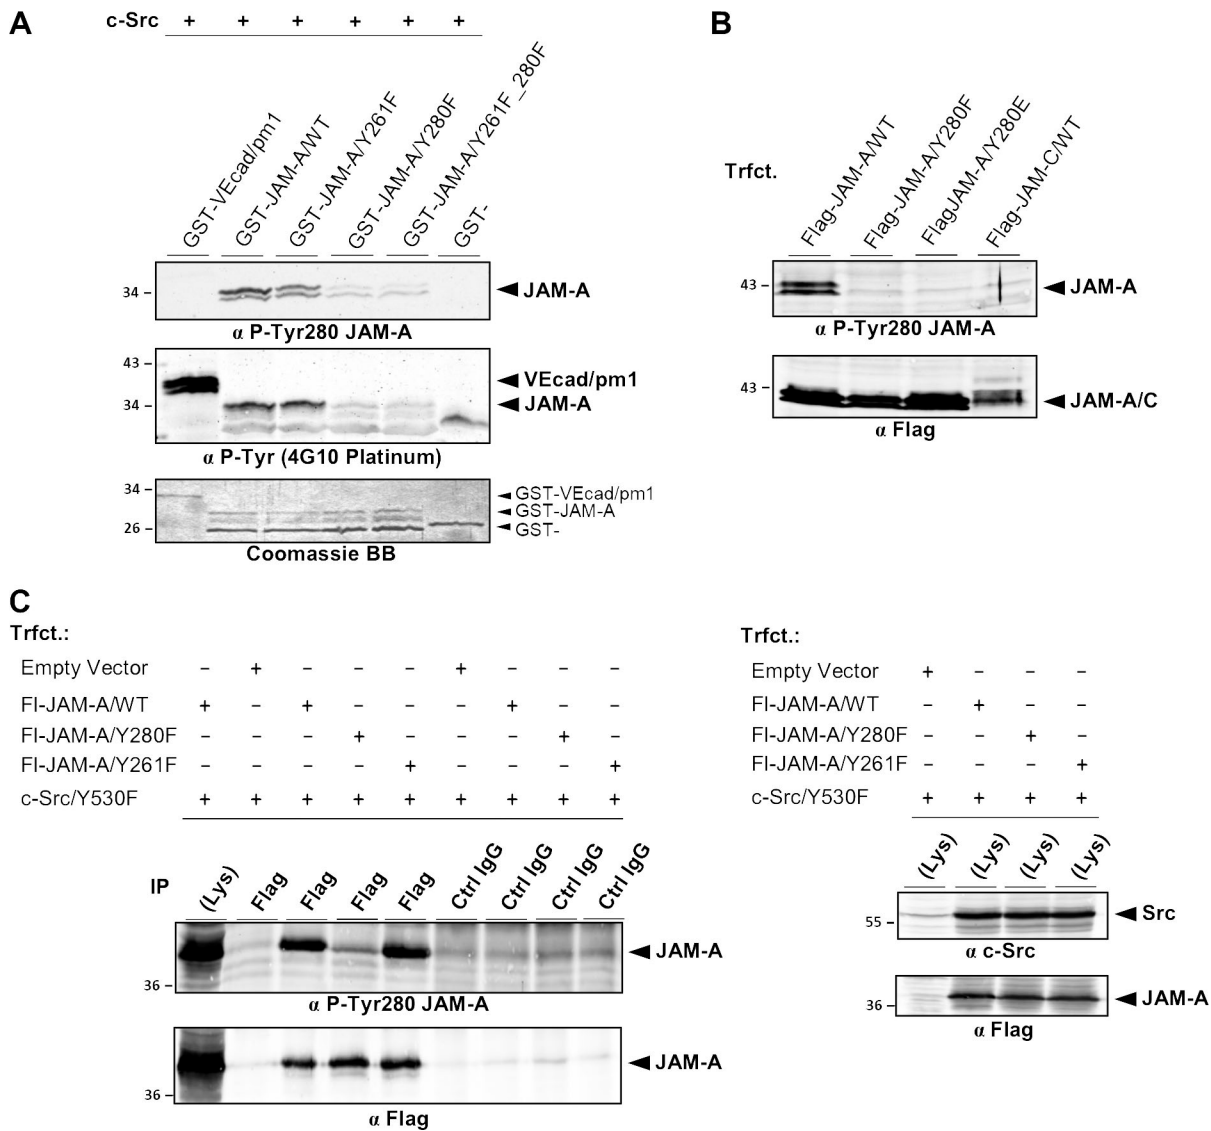 A
c-Src + + + + + +
GST-VEcad/pm1
GST-JAM-A/WT
GST-JAM-A/Y261F
GST-JAM-A/Y280F
GST-JAM-A/Y261F_280F
GST-
34 –
JAM-A
α P-Tyr280 JAM-A
43 –
VEcad/pm1
34 –
JAM-A
α P-Tyr (4G10 Platinum)
34 –
GST-VEcad/pm1
GST-JAM-A
26 –
GST-
Coomassie BB
B
Trfct.
Flag-JAM-A/WT
Flag-JAM-A/Y280F
FlagJAM-A/Y280E
Flag-JAM-C/WT
43 –
JAM-A
α P-Tyr280 JAM-A
43 –
JAM-A/C
α Flag
C
Trfct.:
Empty Vector – + – – – + – – –
Fl-JAM-A/WT + – + – – – + – –
Fl-JAM-A/Y280F – – – + – – – + –
Fl-JAM-A/Y261F – – – – + – – – +
c-Src/Y530F + + + + + + + + +
IP (Lys) Flag Flag Flag Flag Ctrl IgG Ctrl IgG Ctrl IgG Ctrl IgG
JAM-A
36 –
α P-Tyr280 JAM-A
JAM-A
36 –
α Flag
Trfct.:
Empty Vector + – – –
Fl-JAM-A/WT – + – –
Fl-JAM-A/Y280F – – + –
Fl-JAM-A/Y261F – – – +
c-Src/Y530F + + + +
(Lys) (Lys) (Lys) (Lys)
Src
55 –
α c-Src
JAM-A
36 –
α Flag